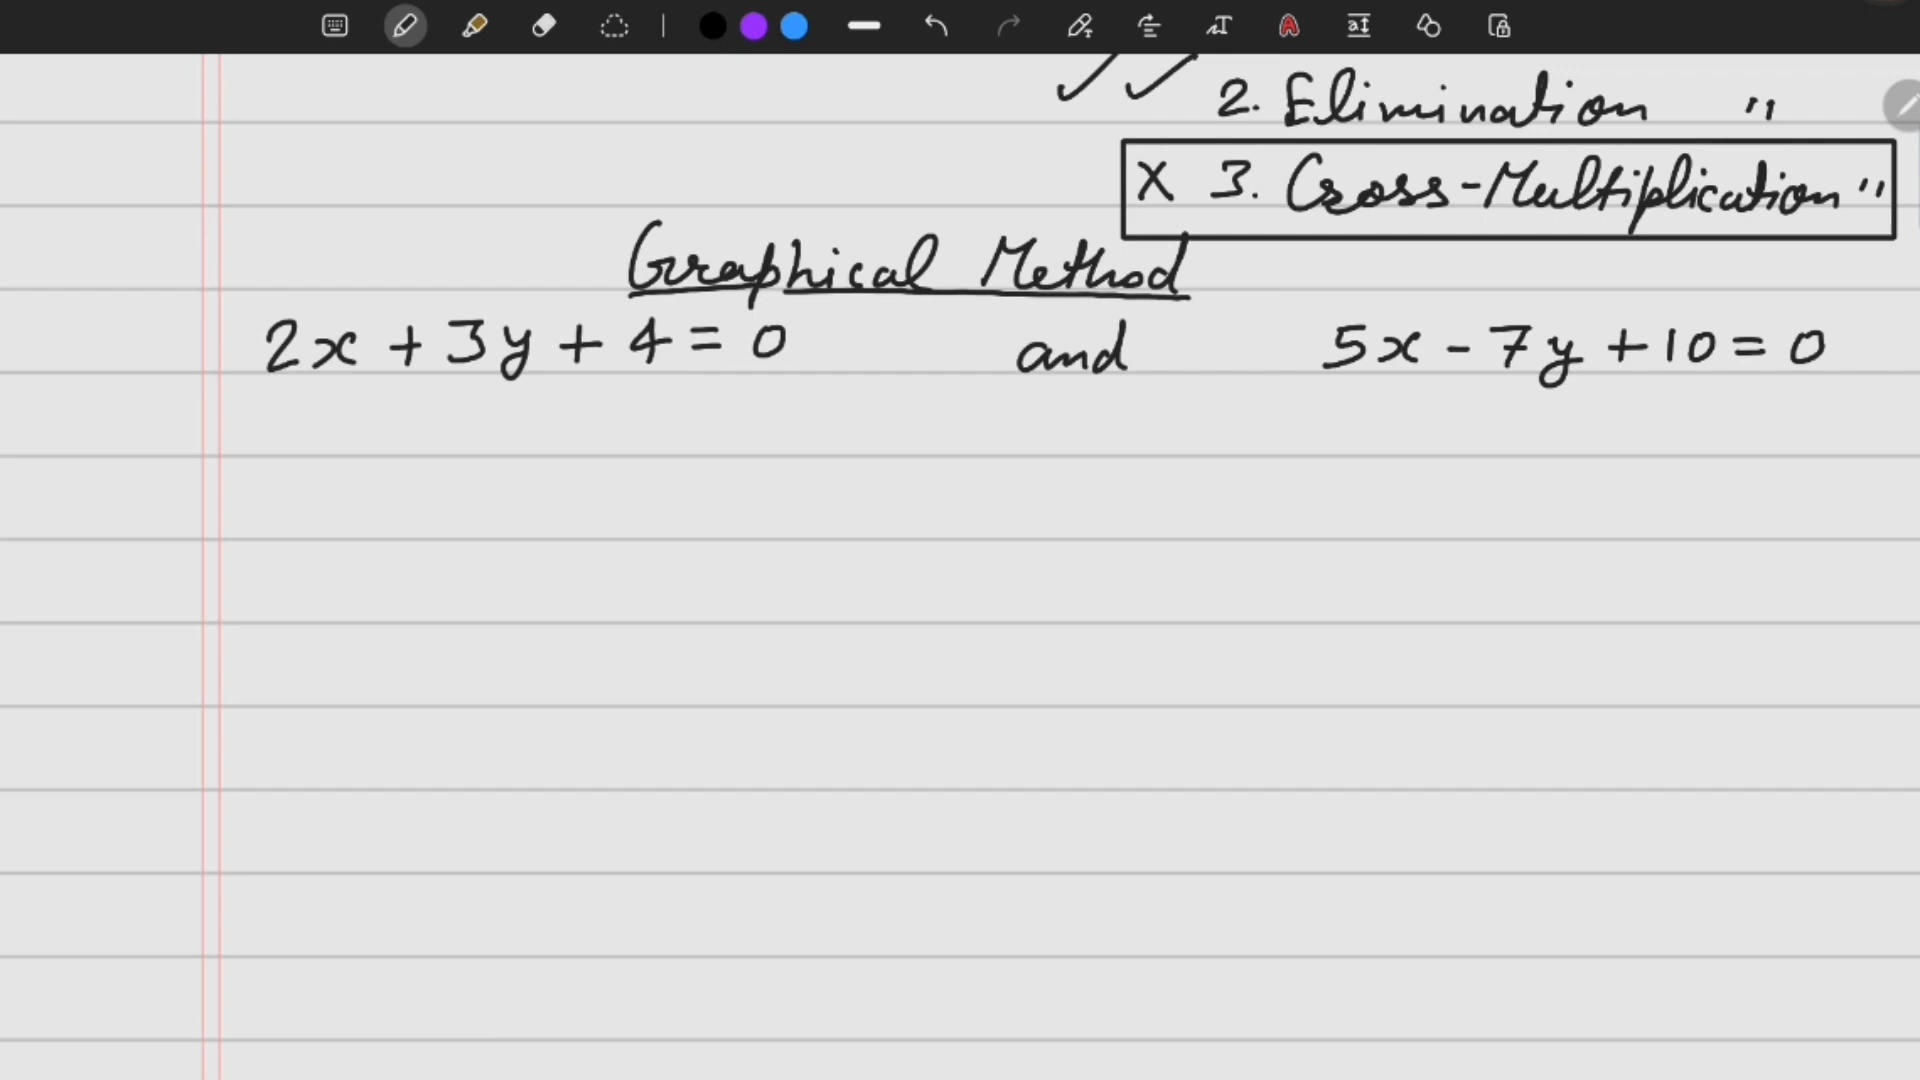 2. Elimination "
X 3. Cross-Multiplication "
Graphical Method
2x + 3y + 4 = 0 and 5x - 7y + 10 = 0